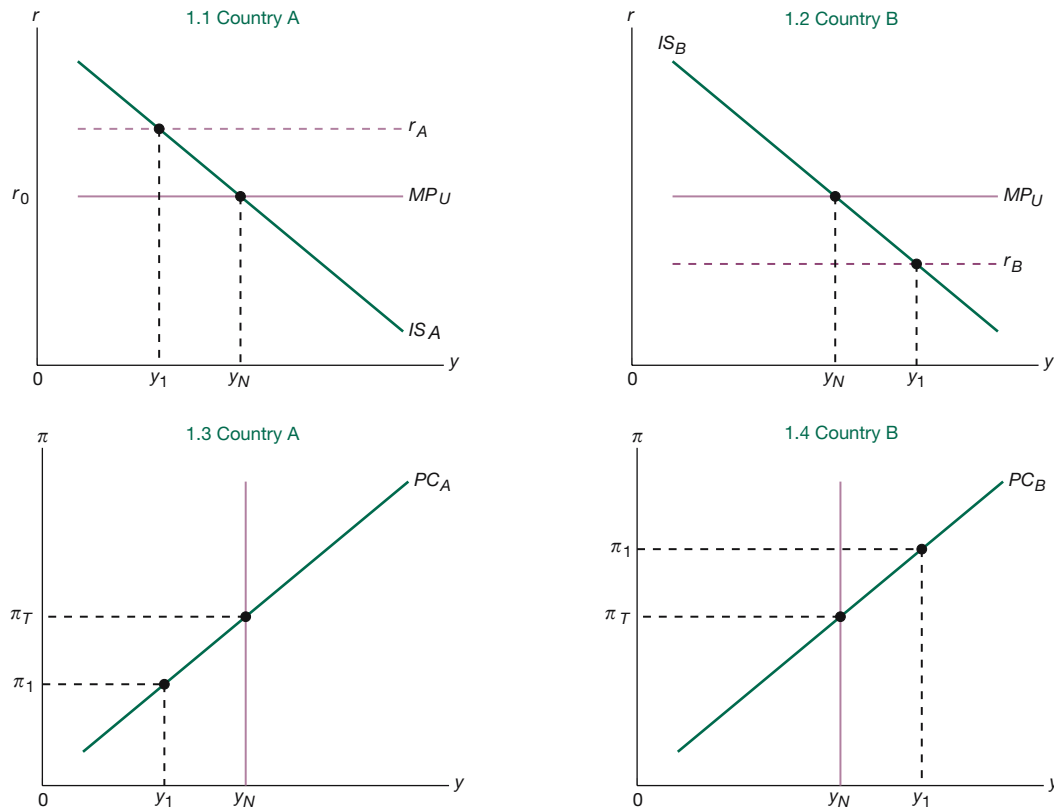 1.1 Country A
r
r_A
r_0
MP_U
IS_A
0
y_1
y_N
y
1.2 Country B
r
IS_B
MP_U
r_B
0
y_N
y_1
y
1.3 Country A
π
PC_A
π_T
π_1
0
y_1
y_N
y
1.4 Country B
π
PC_B
π_1
π_T
0
y_N
y_1
y